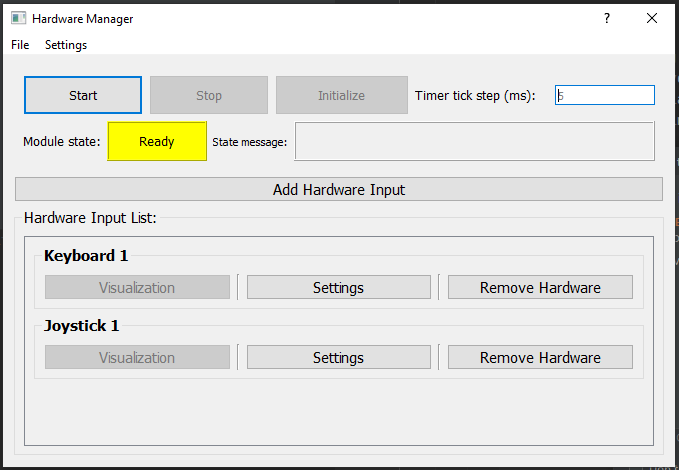 Hardware Manager
?
File Settings
Start Stop Initialize Timer tick step (ms): 5
Module state: Ready State message:
Add Hardware Input
Hardware Input List:
Keyboard 1
Visualization Settings Remove Hardware
Joystick 1
Visualization Settings Remove Hardware